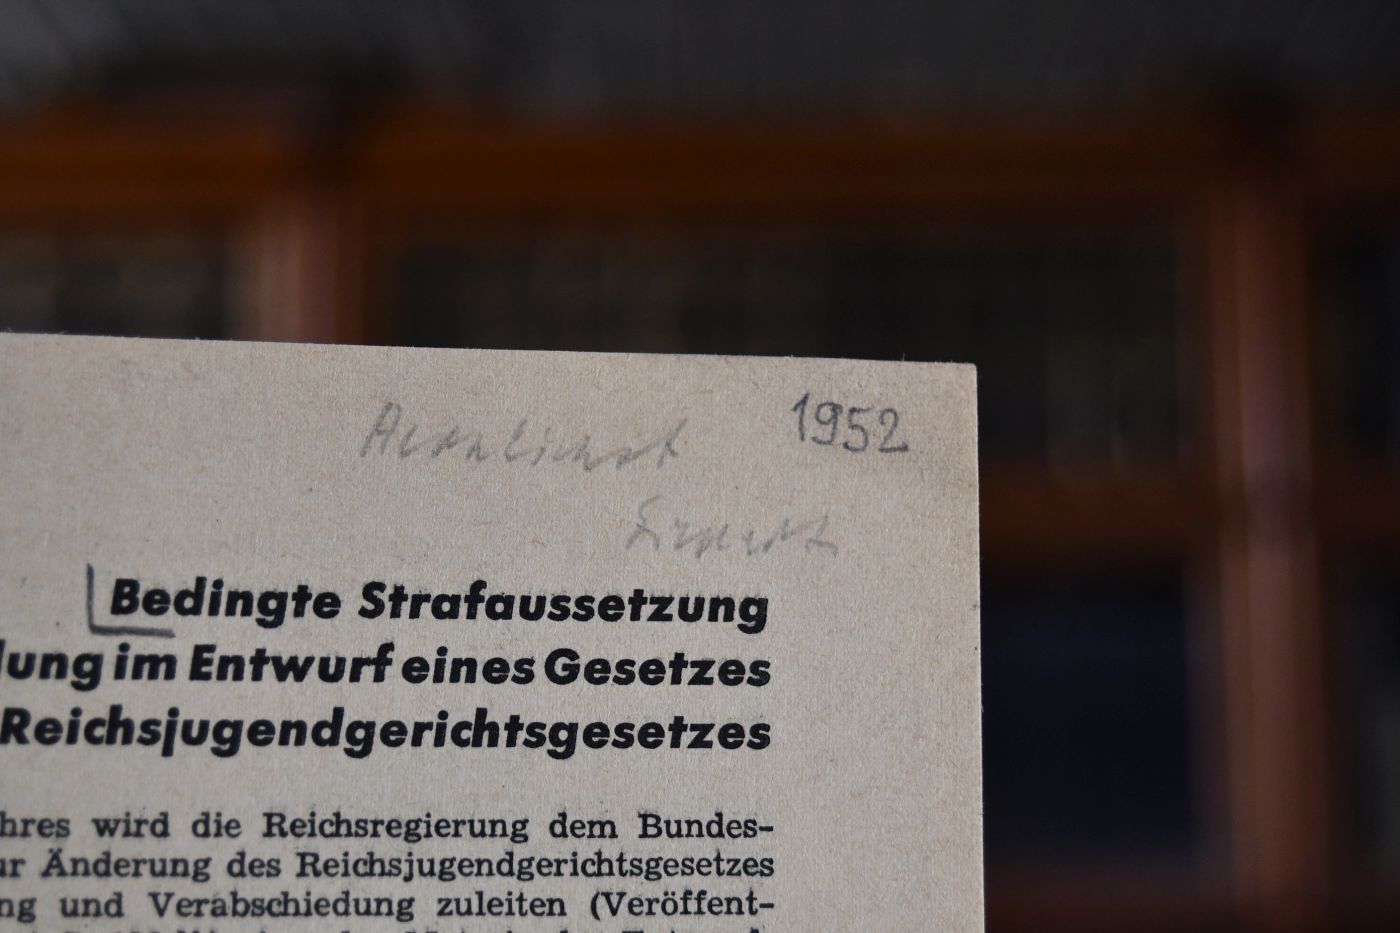 1952
Bedingte Strafaussetzung
lung im Entwurf eines Gesetzes
Reichsjugendgerichtsgesetzes
hres wird die Reichsregierung dem Bundes-
ur Änderung des Reichsjugendgerichtsgesetzes
ng und Verabschiedung zuleiten (Veröffent-